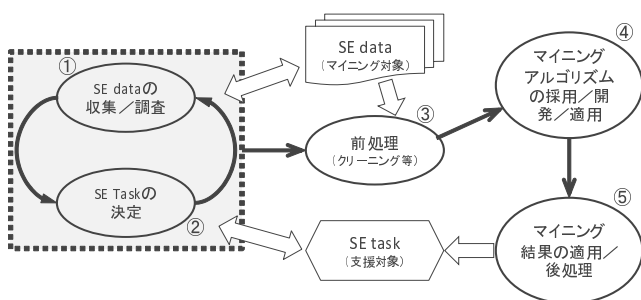 ①
SE dataの
収集／調査
SE Taskの
決定
②
SE data
（マイニング対象）
③
前処理
（クリーニング等）
SE task
（支援対象）
④
マイニング
アルゴリズム
の採用／開
発／適用
⑤
マイニング
結果の適用／
後処理